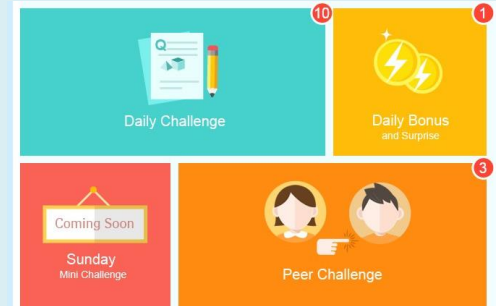 10
1
Q
Daily Challenge
Daily Bonus
and Surprise
3
Coming Soon
Sunday
Mini Challenge
Peer Challenge